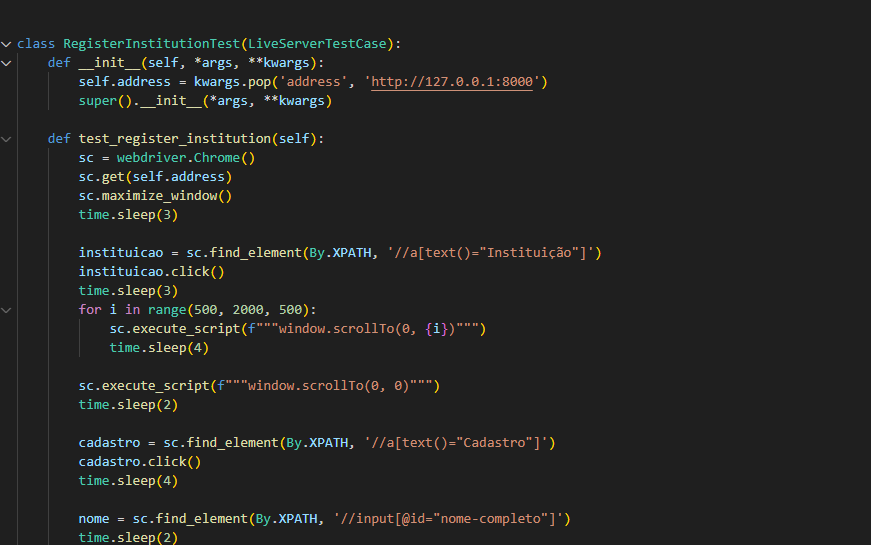 class RegisterInstitutionTest(LiveServerTestCase):
def __init__(self, *args, **kwargs):
self.address = kwargs.pop('address', 'http://127.0.0.1:8000')
super().__init__(*args, **kwargs)
def test_register_institution(self):
sc = webdriver.Chrome()
sc.get(self.address)
sc.maximize_window()
time.sleep(3)
instituicao = sc.find_element(By.XPATH, '//a[text()="Instituição"]')
instituicao.click()
time.sleep(3)
for i in range(500, 2000, 500):
sc.execute_script(f"""window.scrollTo(0, {i})""")
time.sleep(4)
sc.execute_script(f"""window.scrollTo(0, 0)""")
time.sleep(2)
cadastro = sc.find_element(By.XPATH, '//a[text()="Cadastro"]')
cadastro.click()
time.sleep(4)
nome = sc.find_element(By.XPATH, '//input[@id="nome-completo"]')
time.sleep(2)